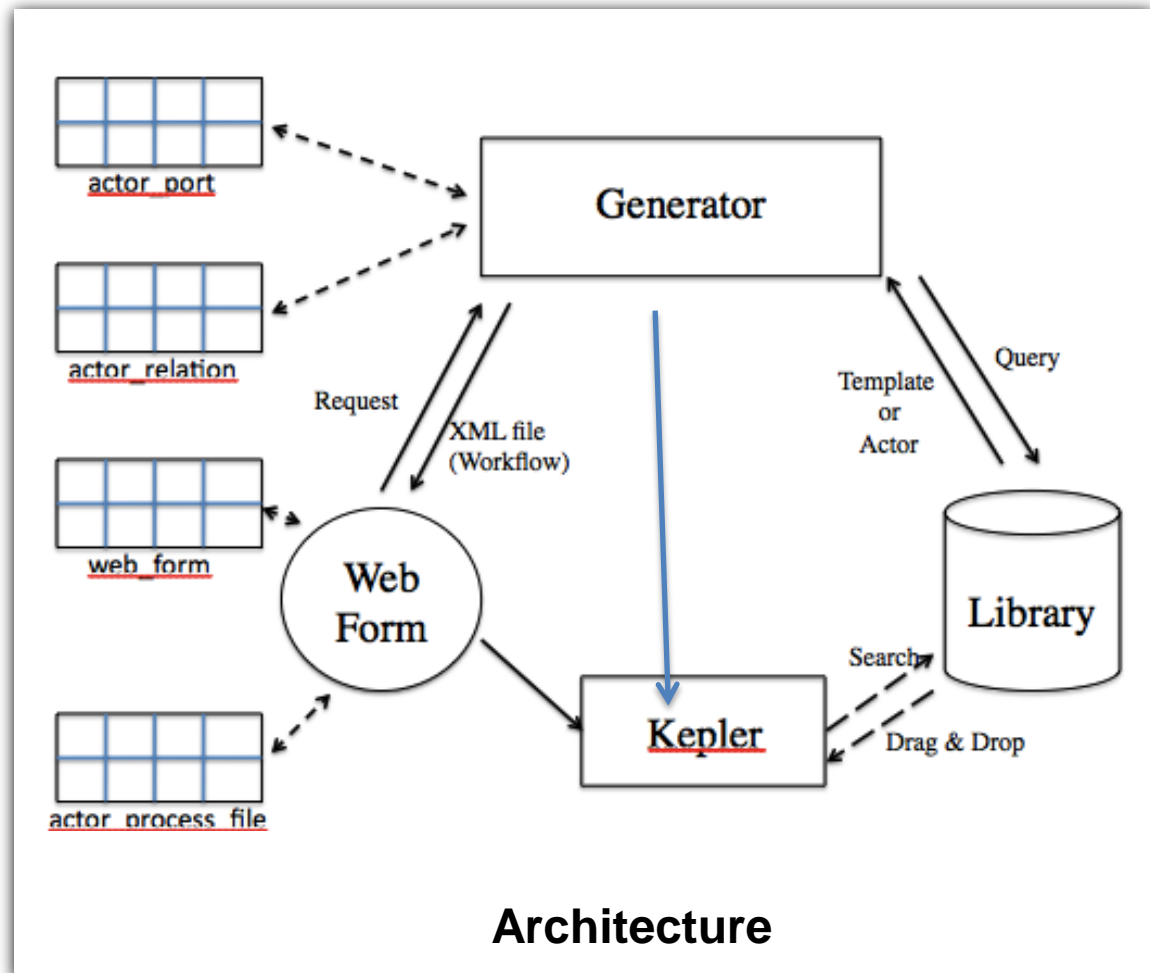 actor_port
Generator
actor_relation
Request
XML file
(Workflow)
Template
or
Actor
Query
web_form
Web
Form
Library
Search
Kepler
Drag & Drop
actor_process_file
Architecture